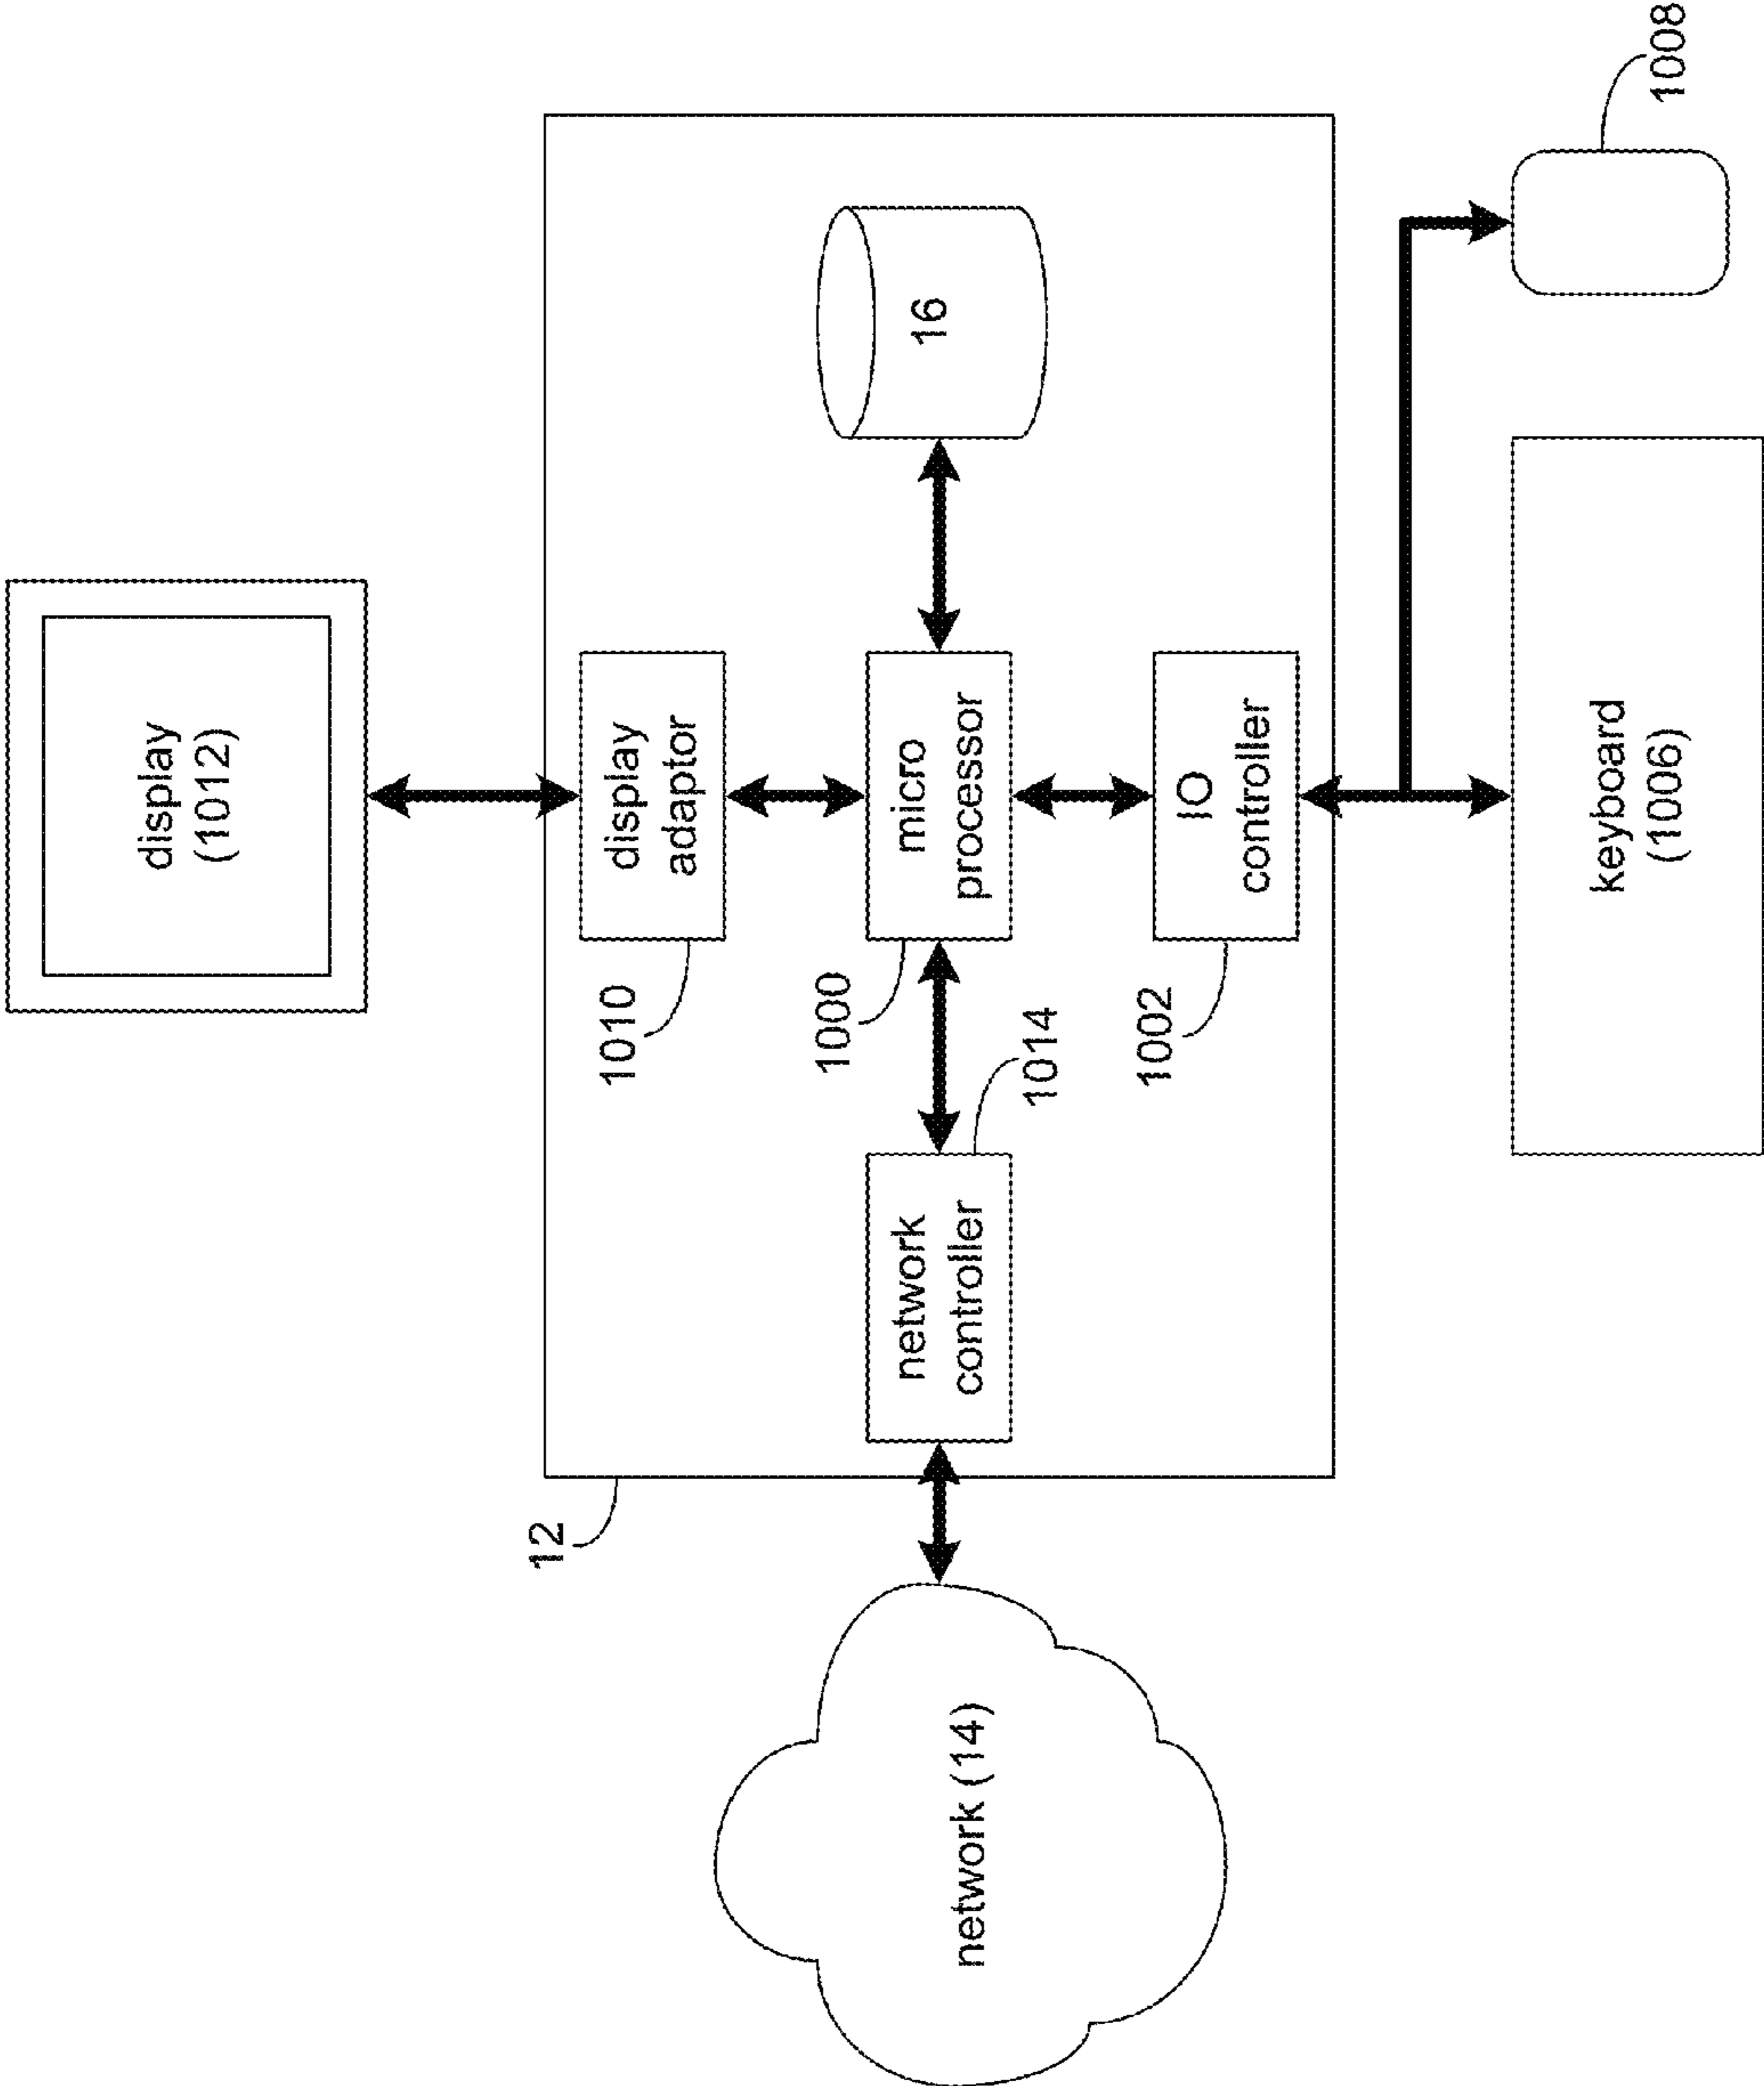 display
(1012)
display
adaptor
1010
16
micro
processor
1000
network
controller
1014
IO
controller
1002
12
network (14)
keyboard
(1006)
1008